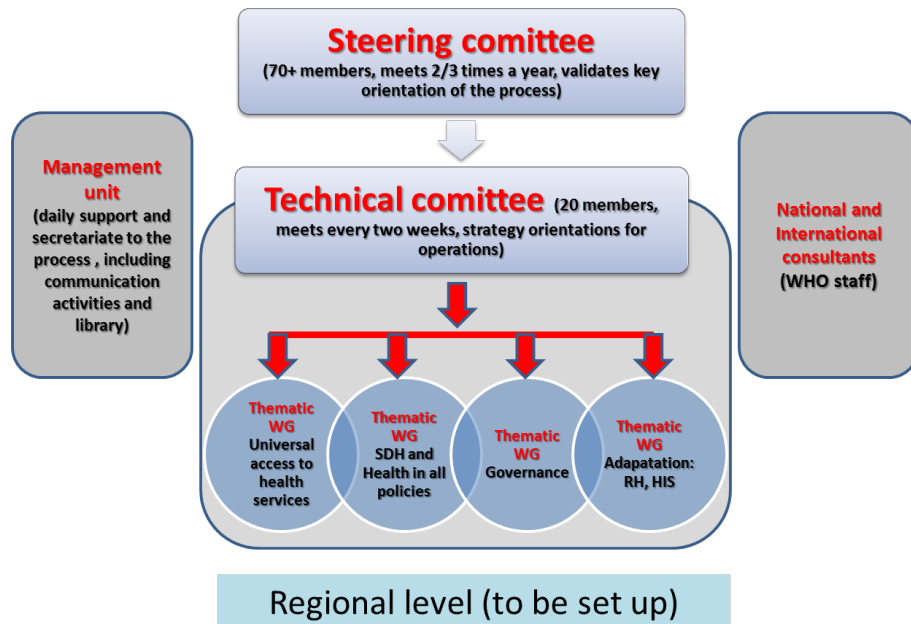 Steering comittee
(70+ members, meets 2/3 times a year, validates key
orientation of the process)
Management
unit
(daily support and
secretariate to the
process , including
communication
activities and
library)
Technical comittee (20 members,
meets every two weeks, strategy orientations for
operations)
National and
International
consultants
(WHO staff)
Thematic
WG
Universal
access to
health
services
Thematic
WG
SDH and
Health in all
policies
Thematic
WG
Governance
Thematic
WG
Adapatation:
RH, HIS
Regional level (to be set up)